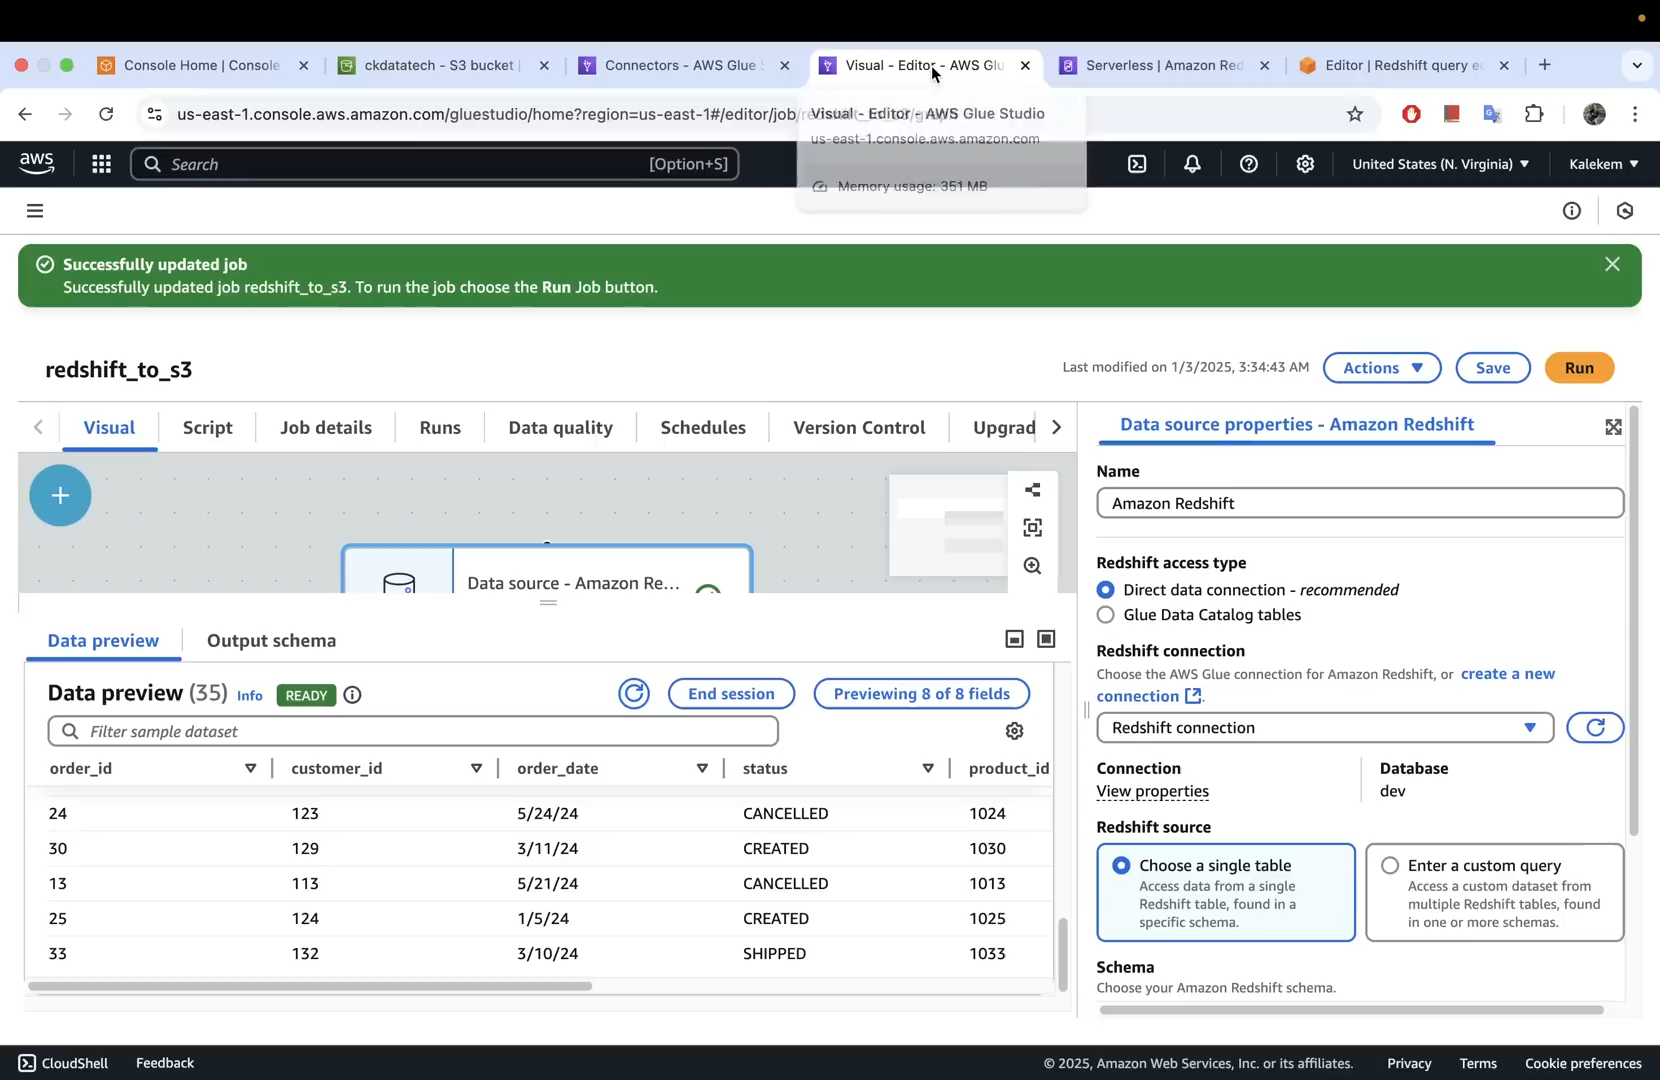 Console Home | Console
ckdatatech - S3 bucket |
Connectors - AWS Glue S
Visual - Editor - AWS Glu
Serverless | Amazon Red
Editor | Redshift query e
us-east-1.console.aws.amazon.com/gluestudio/home?region=us-east-1#/editor/job/
Visual - Editor - AWS Glue Studio
us-east-1.console.aws.amazon.com
Memory usage: 351 MB
aws
Search
[Option+S]
United States (N. Virginia)
Kalekem
Successfully updated job
Successfully updated job redshift_to_s3. To run the job choose the Run Job button.
redshift_to_s3
Last modified on 1/3/2025, 3:34:43 AM
Actions
Save
Run
Visual
Script
Job details
Runs
Data quality
Schedules
Version Control
Upgrad
Data source - Amazon Re...
Data preview
Output schema
Data preview (35) Info READY
End session
Previewing 8 of 8 fields
Filter sample dataset
order_id customer_id order_date status product_id
24 123 5/24/24 CANCELLED 1024
30 129 3/11/24 CREATED 1030
13 113 5/21/24 CANCELLED 1013
25 124 1/5/24 CREATED 1025
33 132 3/10/24 SHIPPED 1033
Data source properties - Amazon Redshift
Name
Amazon Redshift
Redshift access type
Direct data connection - recommended
Glue Data Catalog tables
Redshift connection
Choose the AWS Glue connection for Amazon Redshift, or create a new
connection .
Redshift connection
Connection
View properties
Database
dev
Redshift source
Choose a single table
Access data from a single
Redshift table, found in a
specific schema.
Enter a custom query
Access a custom dataset from
multiple Redshift tables, found
in one or more schemas.
Schema
Choose your Amazon Redshift schema.
CloudShell
Feedback
© 2025, Amazon Web Services, Inc. or its affiliates.
Privacy
Terms
Cookie preferences